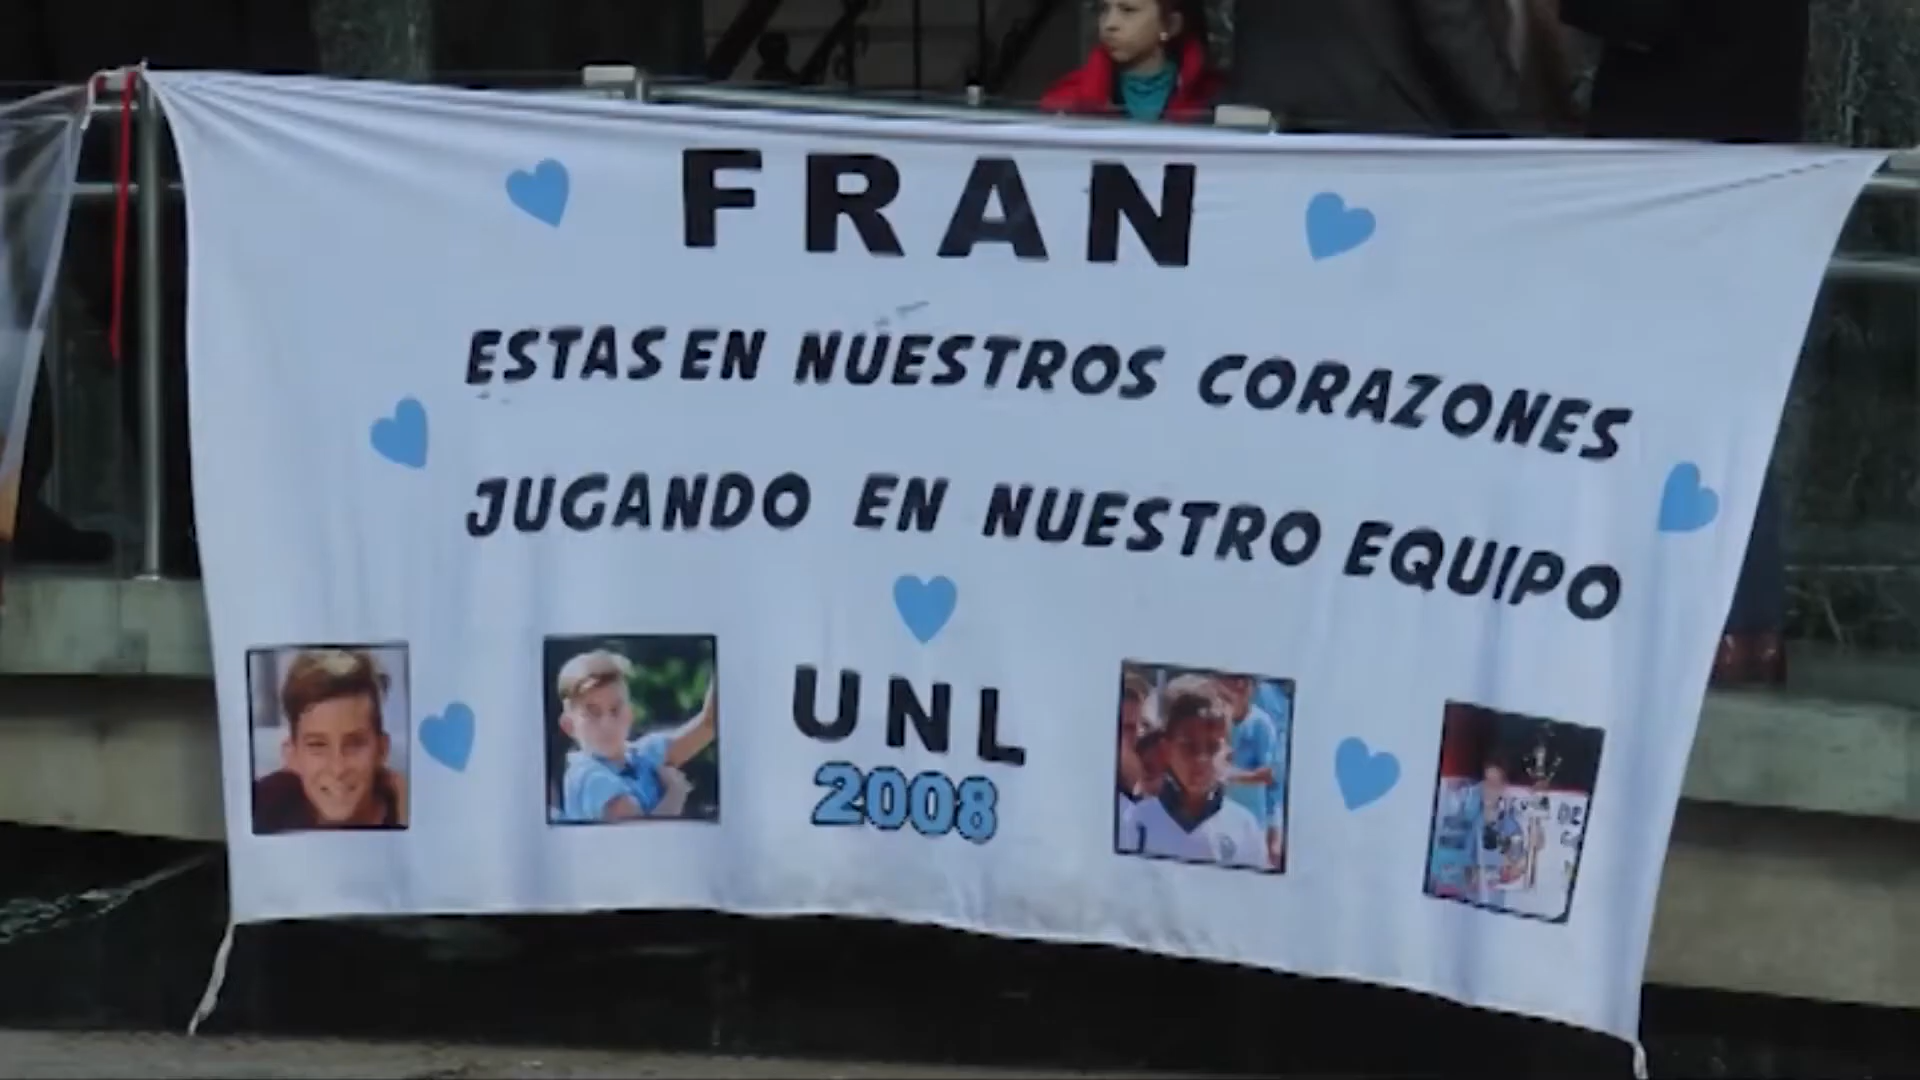 FRAN
ESTAS EN NUESTROS CORAZONES
JUGANDO EN NUESTRO EQUIPO
UNL
2008